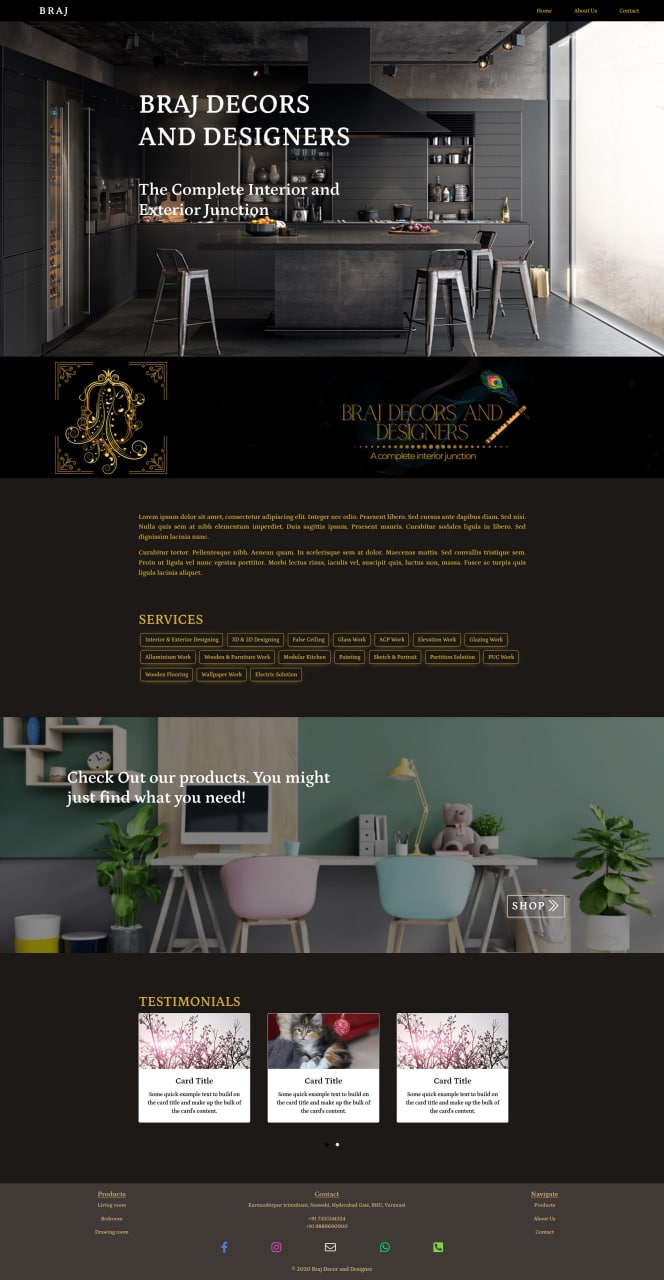 BRAJ
Home About Us Contact
BRAJ DECORS
AND DESIGNERS
The Complete Interior and
Exterior Junction
BRAJ DECORS AND
DESIGNERS
A complete interior junction
Lorem ipsum dolor sit amet, consectetur adipiscing elit. Integer nec odio. Praesent libero. Sed cursus ante dapibus diam. Sed nisi.
Nulla quis sem at nibh elementum imperdiet. Duis sagittis ipsum. Praesent mauris. Curabitur sodales ligula in libero. Sed
dignissim lacinia nunc.
Curabitur tortor. Pellentesque nibh. Aenean quam. In scelerisque sem at dolor. Maecenas mattis. Sed convallis tristique sem.
Proin ut ligula vel nunc egestas porttitor. Morbi lectus risus, iaculis vel, suscipit quis, luctus non, massa. Fusce ac turpis quis
ligula lacinia aliquet.
SERVICES
Interior & Exterior Designing 3D & 2D Designing False Celling Glass Work ACP Work Elevation Work Glazing Work
Alluminium Work Wooden & Furniture Work Modular Kitchen Painting Sketch & Portrait Partition Solution PUC Work
Wooden Flooring Wallpaper Work Electric Solution
Check Out our products. You might
just find what you need!
SHOP
TESTIMONIALS
Card Title
Some quick example text to build on
the card title and make up the bulk of
the card's content.
Card Title
Some quick example text to build on
the card title and make up the bulk of
the card's content.
Card Title
Some quick example text to build on
the card title and make up the bulk of
the card's content.
Products
Living room
Bedroom
Drawing room
Contact
Hyderabad Gate, BHU, Varanasi
Navigate
Products
About Us
Contact
© 2020 Braj Decor and Designer